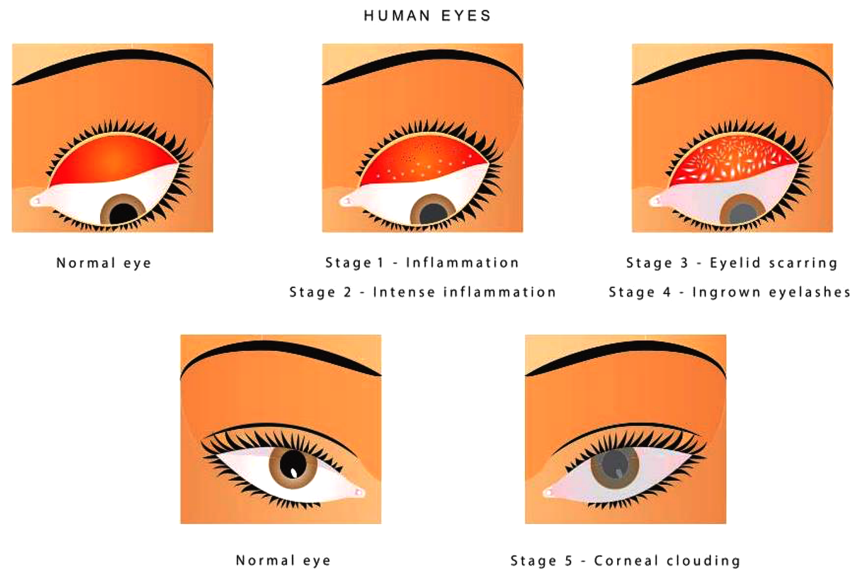 HUMAN EYES
Normal eye
Stage 1 - Inflammation
Stage 2 - Intense inflammation
Stage 3 - Eyelid scarring
Stage 4 - Ingrown eyelashes
Normal eye
Stage 5 - Corneal clouding